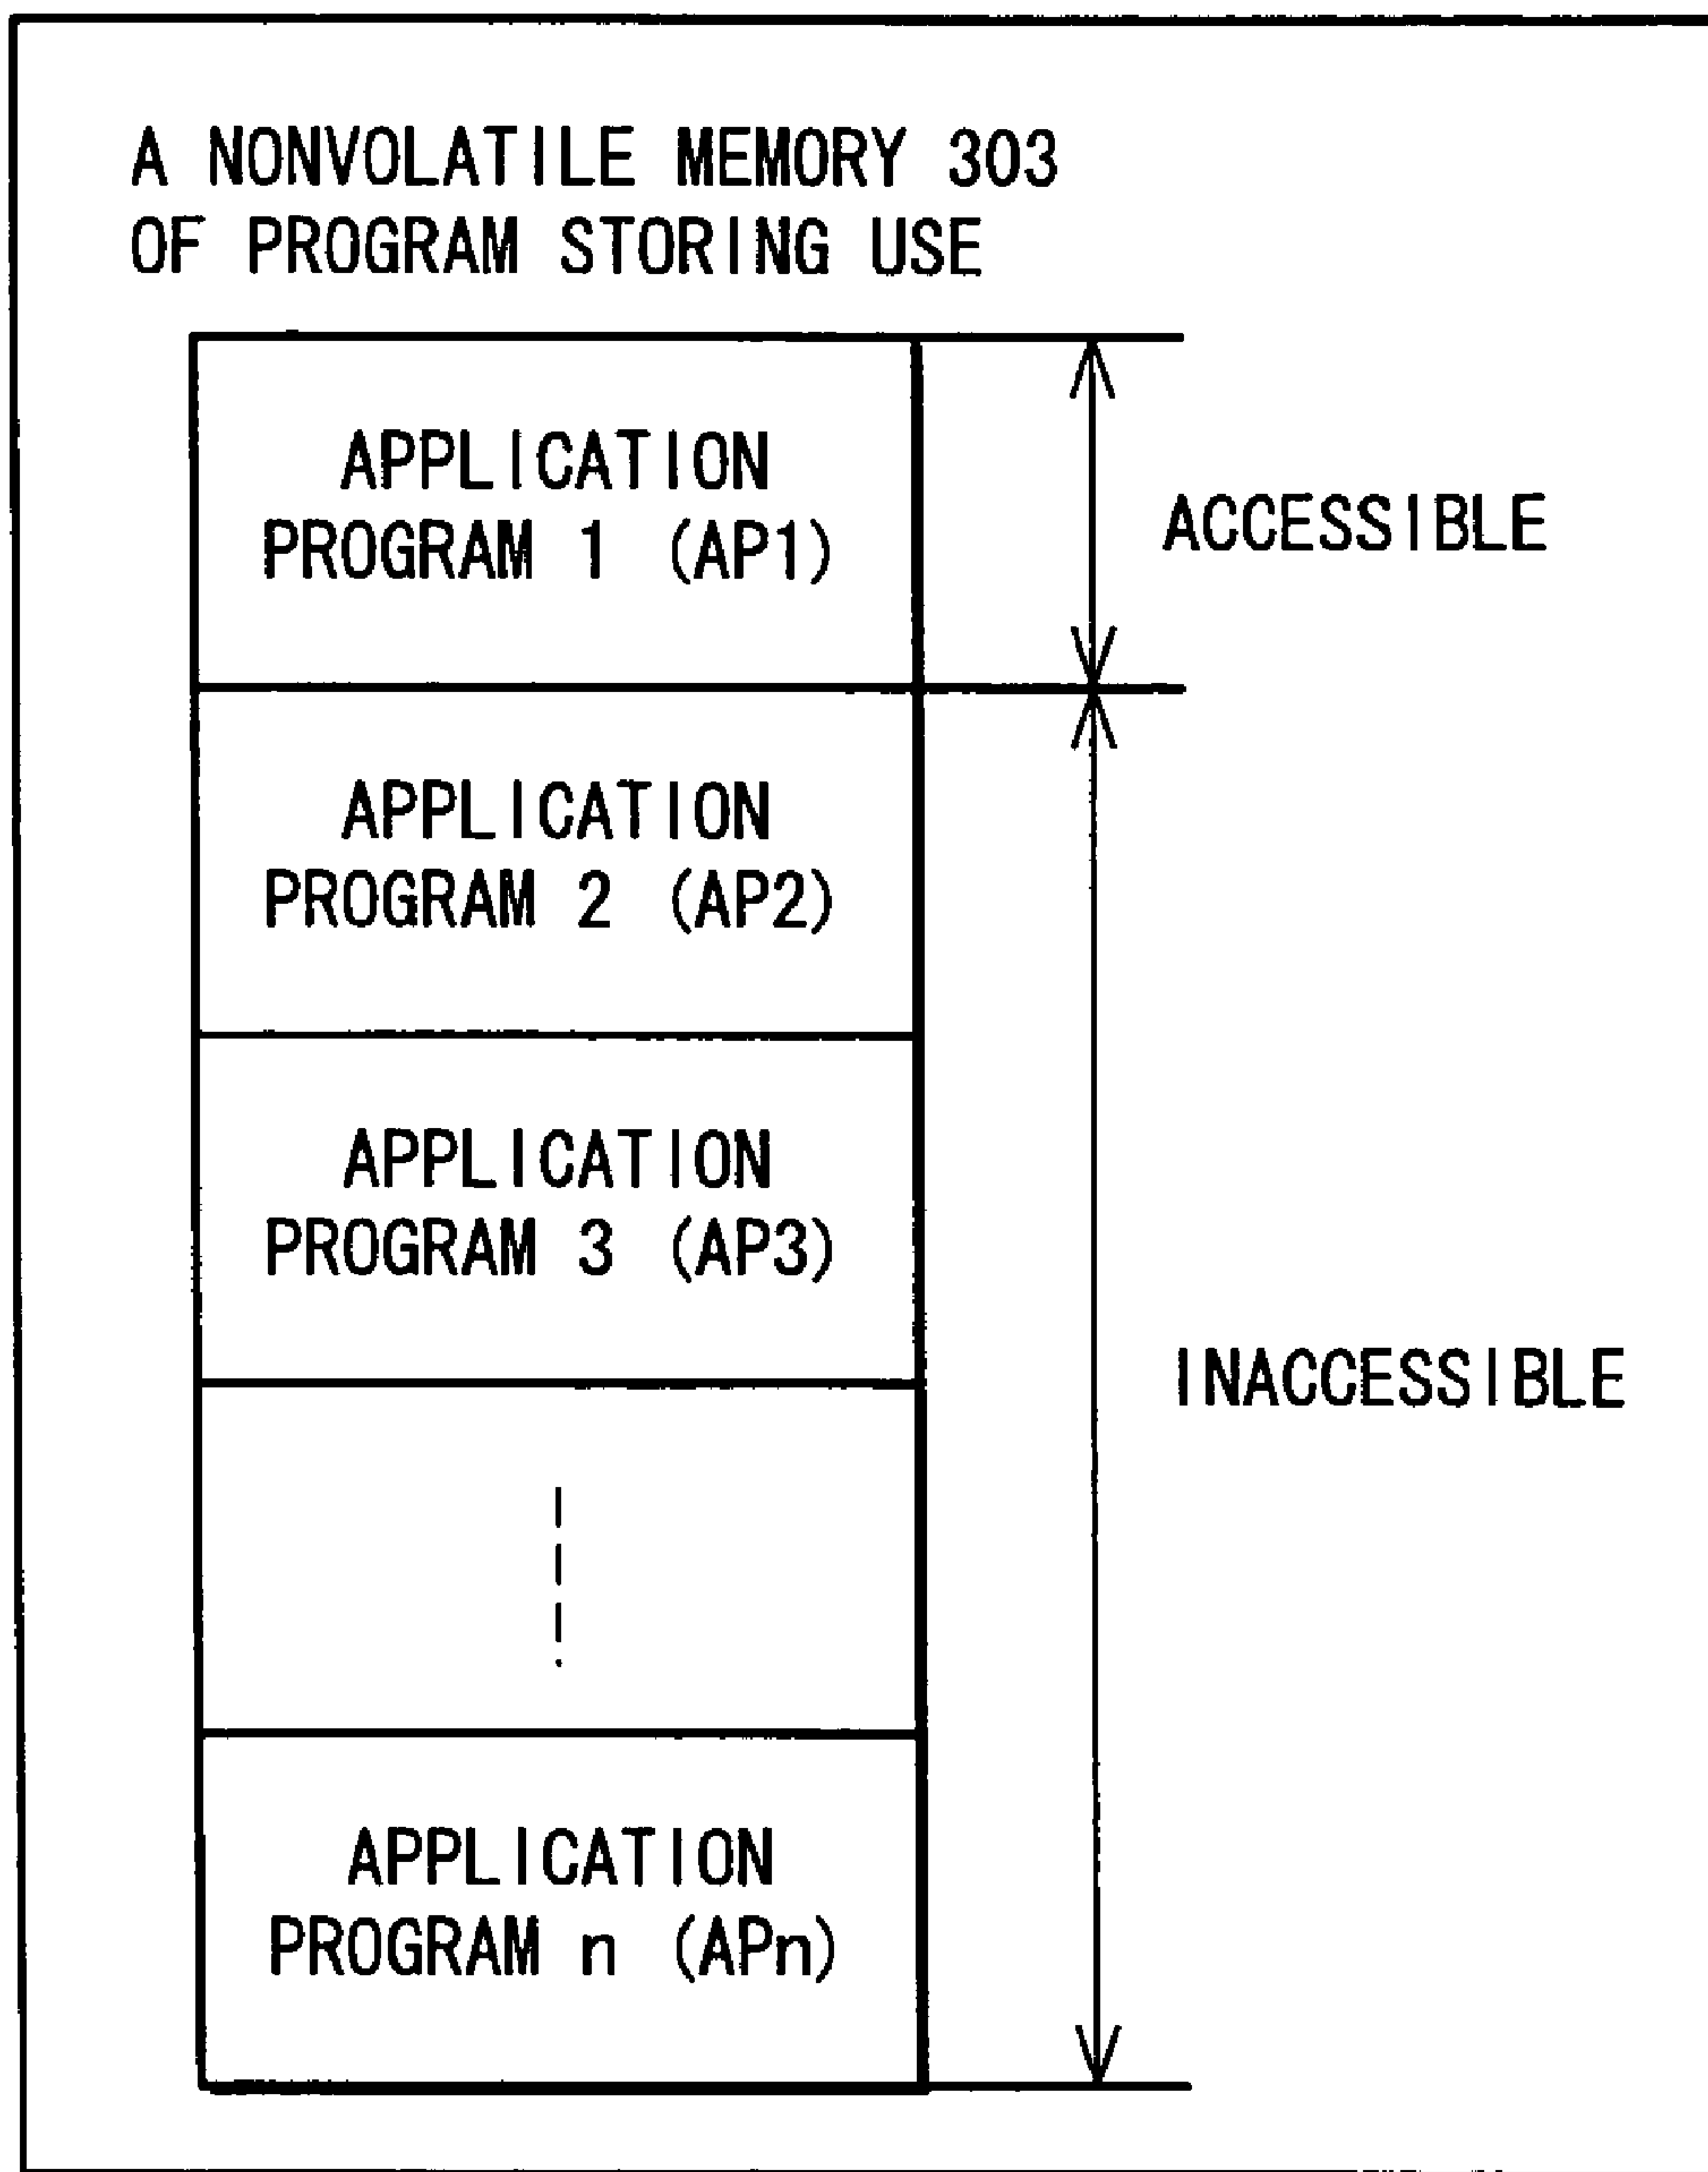 A NONVOLATILE MEMORY 303
OF PROGRAM STORING USE
APPLICATION
PROGRAM 1 (AP1)
ACCESSIBLE
APPLICATION
PROGRAM 2 (AP2)
APPLICATION
PROGRAM 3 (AP3)
INACCESSIBLE
APPLICATION
PROGRAM n (APn)